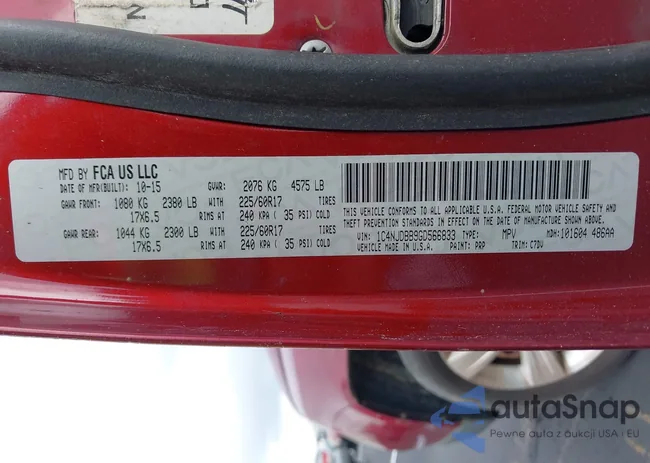 MFD BY FCA US LLC
DATE OF MFR(BUILT): 10-15 GVWR: 2076 KG 4575 LB
GAWR FRONT: 1080 KG 2380 LB 225/60R17 TIRES
17X6.5 RIMS AT 240 KPA ( 35 PSI) COLD
GAWR REAR: 1044 KG 2300 LB 225/60R17 TIRES
17X6.5 RIMS AT 240 KPA ( 35 PSI) COLD
THIS VEHICLE CONFORMS TO ALL APPLICABLE U.S.A. FEDERAL MOTOR VEHICLE SAFETY AND
THEFT PREVENTION STANDARDS IN EFFECT ON THE DATE OF MANUFACTURE SHOWN ABOVE.
VIN: 1C4NJDBB9GD566833 TYPE: MPV MDH: 101604 486AA
VEHICLE MADE IN U.S.A. PAINT: PRP TRIM: C7DV
autaSnap
Pewne auta z aukcji USA i EU